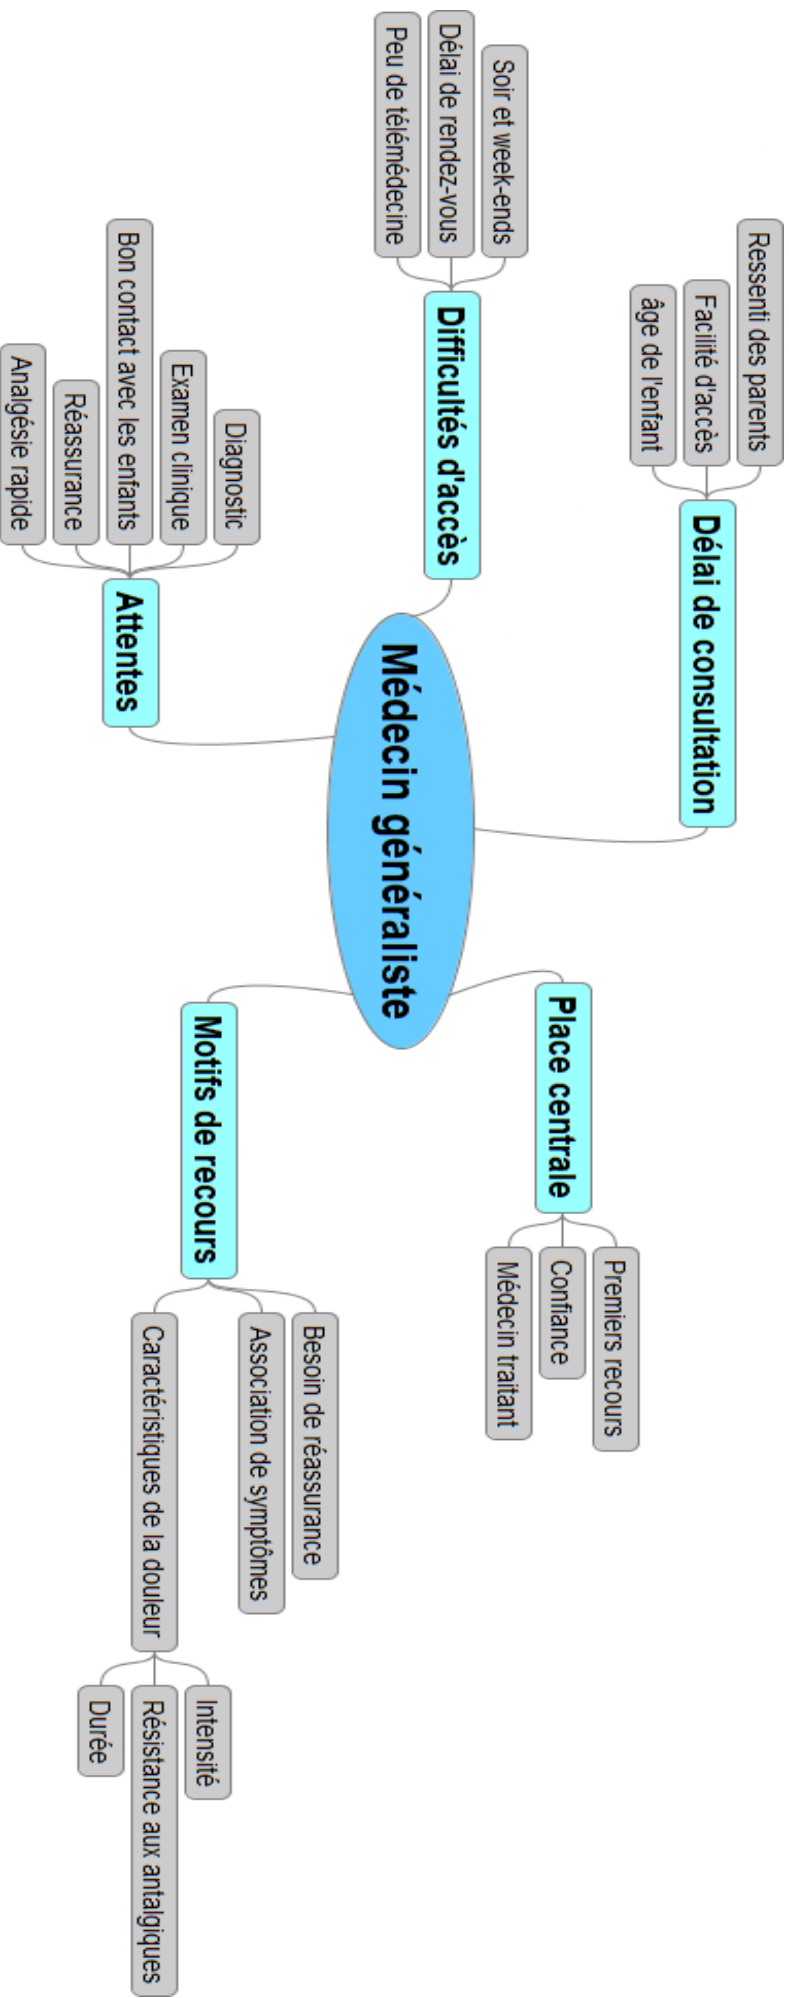 Médecin généraliste
Délai de consultation
Ressenti des parents
Facilité d'accès
âge de l'enfant
Difficultés d'accès
Soir et week-ends
Délai de rendez-vous
Peu de télémédecine
Attentes
Diagnostic
Examen clinique
Bon contact avec les enfants
Réassurance
Analgésie rapide
Place centrale
Premiers recours
Confiance
Médecin traitant
Motifs de recours
Besoin de réassurance
Association de symptômes
Caractéristiques de la douleur
Intensité
Résistance aux antalgiques
Durée